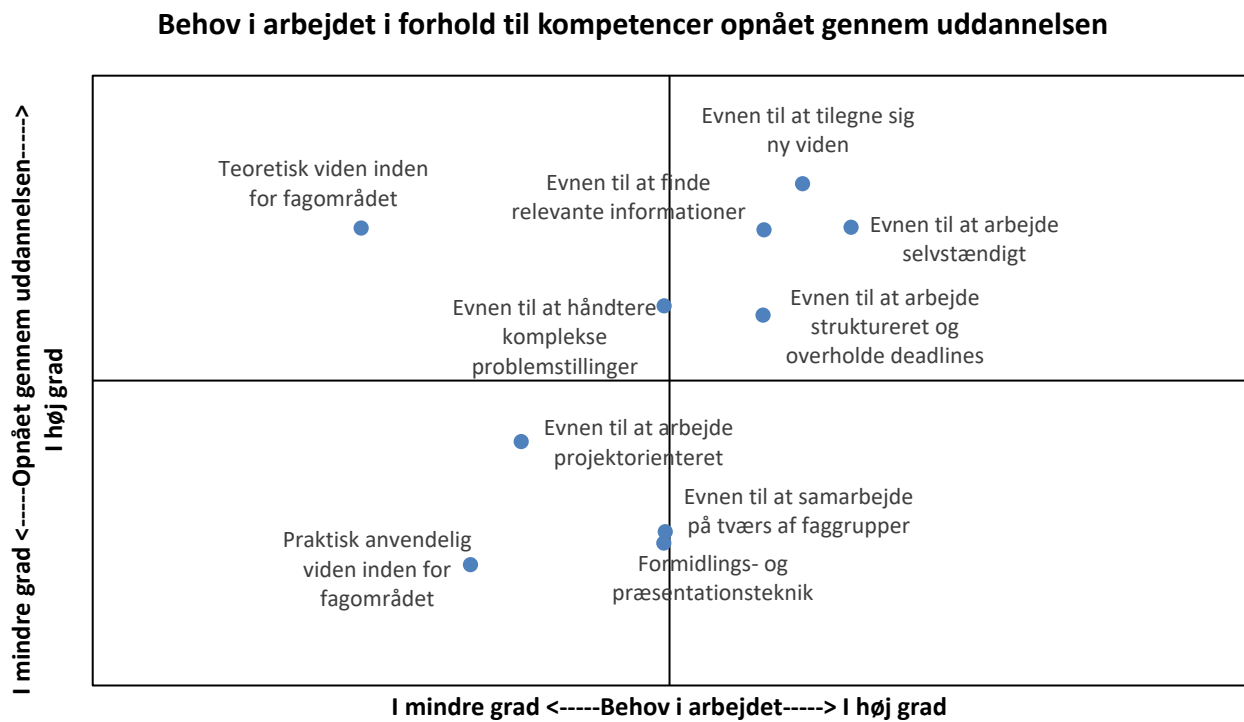 Behov i arbejdet i forhold til kompetencer opnået gennem uddannelsen
I mindre grad <-----Opnået gennem uddannelsen----->
I høj grad
Evnen til at tilegne sig
ny viden
Teoretisk viden inden
for fagområdet
Evnen til at finde
relevante informationer
Evnen til at arbejde
selvstændigt
Evnen til at håndtere
komplekse
problemstillinger
Evnen til at arbejde
struktureret og
overholde deadlines
Evnen til at arbejde
projektorienteret
Evnen til at samarbejde
på tværs af faggrupper
Praktisk anvendelig
viden inden for
fagområdet
Formidlings- og
præsentationsteknik
I mindre grad <-----Behov i arbejdet-----> I høj grad